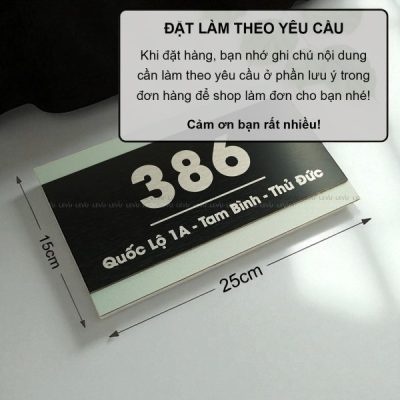 ĐẶT LÀM THEO YÊU CẦU
Khi đặt hàng, bạn nhớ ghi chú nội dung
cần làm theo yêu cầu ở phần lưu ý trong
đơn hàng để shop làm đơn cho bạn nhé!
Cảm ơn bạn rất nhiều!
386
Quốc Lộ 1A - Tam Bình - Thủ Đức
15cm
25cm